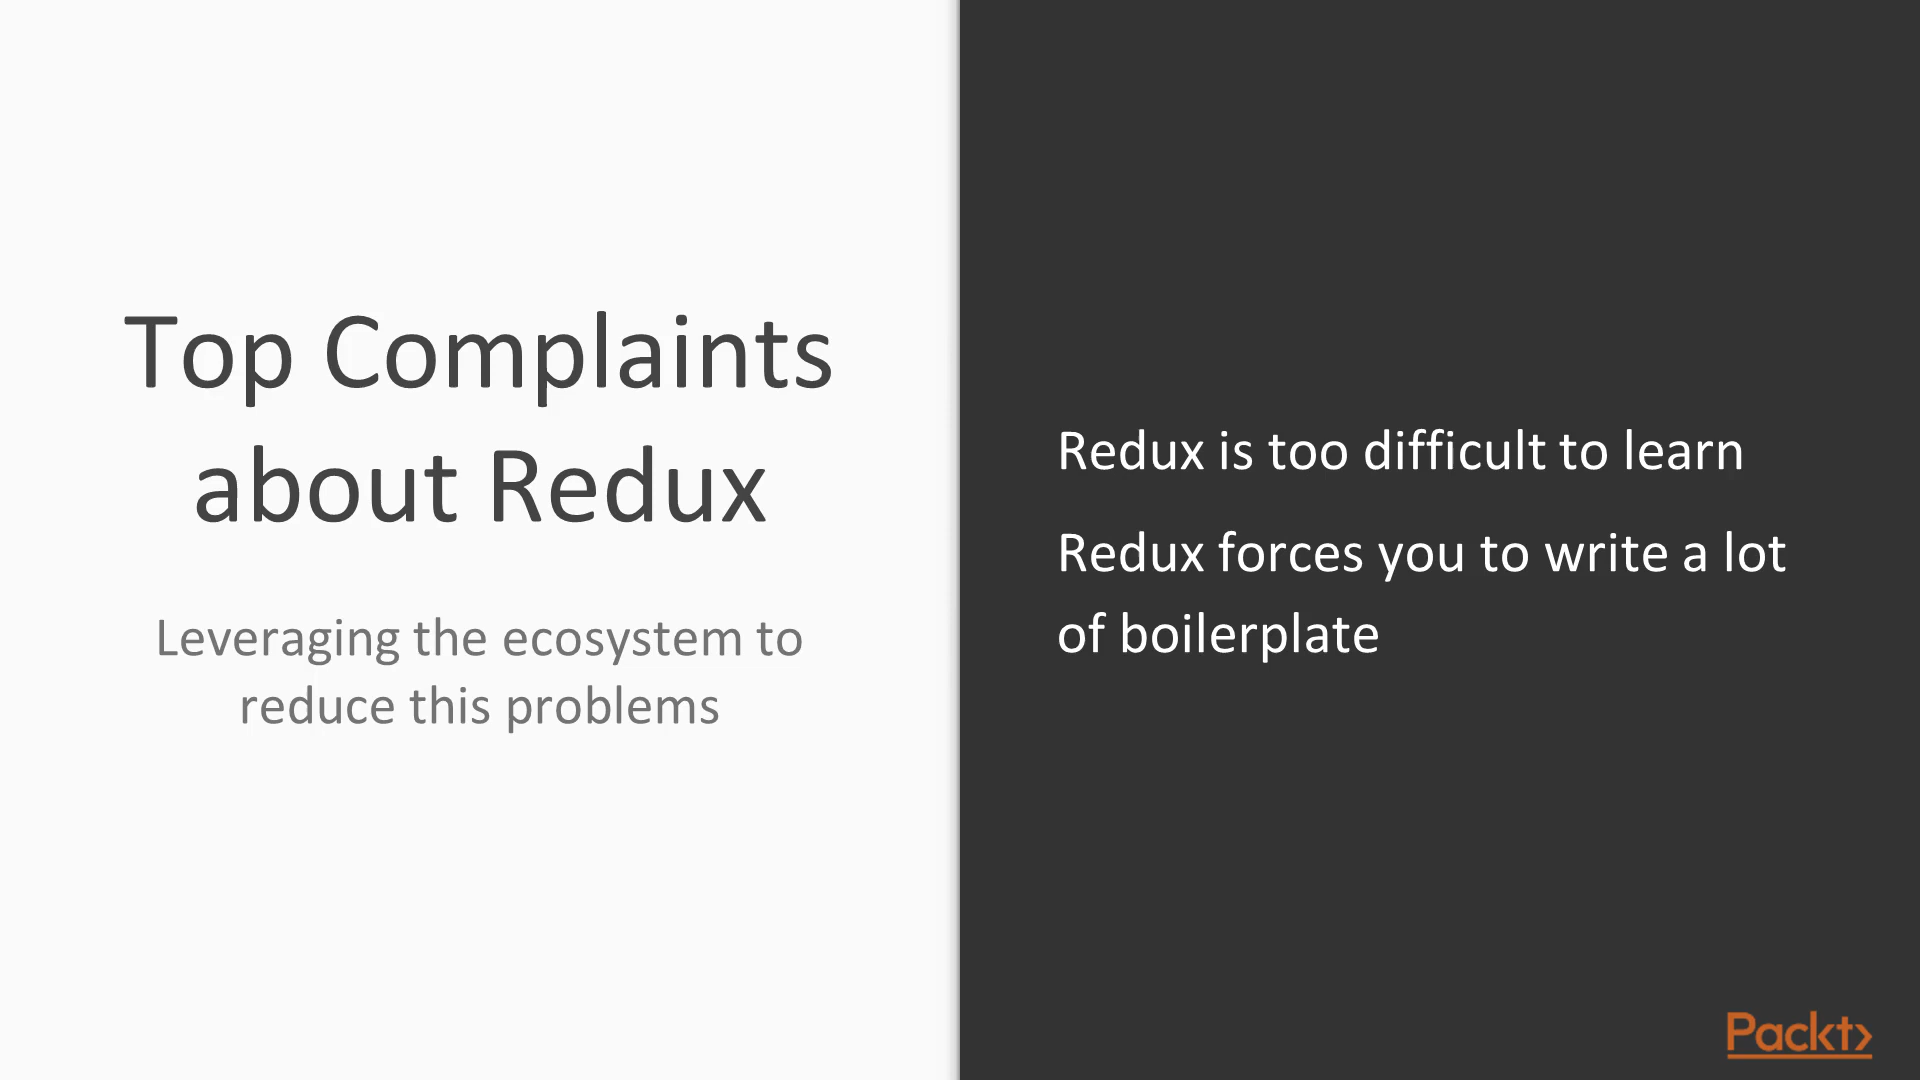 Top Complaints
about Redux
Leveraging the ecosystem to
reduce this problems
Redux is too difficult to learn
Redux forces you to write a lot
of boilerplate
Packt>